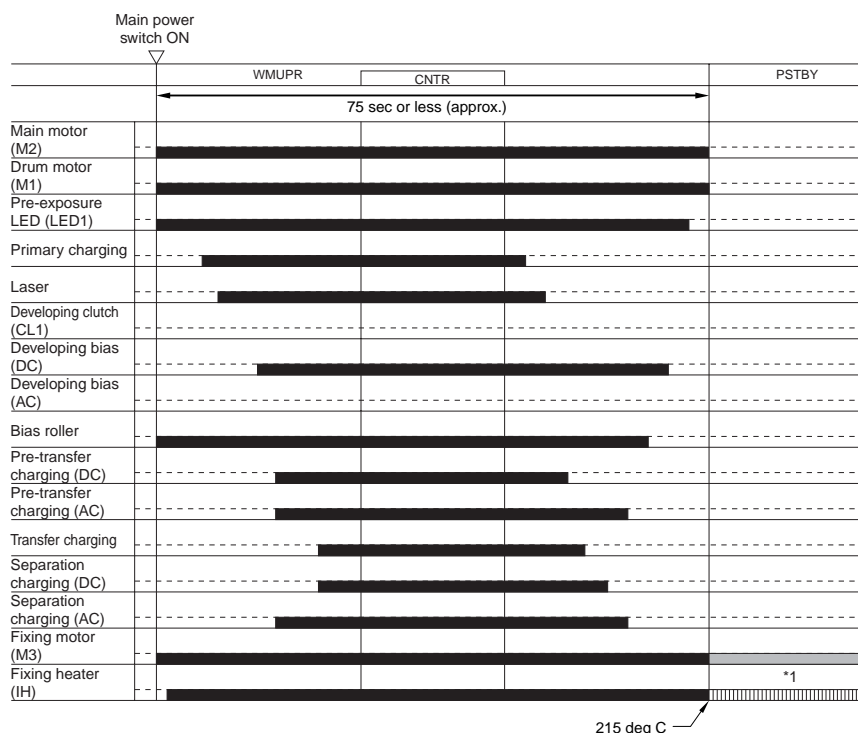 Main power
switch ON
WMUPR
CNTR
PSTBY
75 sec or less (approx.)
Main motor
(M2)
Drum motor
(M1)
Pre-exposure
LED (LED1)
Primary charging
Laser
Developing clutch
(CL1)
Developing bias
(DC)
Developing bias
(AC)
Bias roller
Pre-transfer
charging (DC)
Pre-transfer
charging (AC)
Transfer charging
Separation
charging (DC)
Separation
charging (AC)
Fixing motor
(M3)
Fixing heater
(IH)
*1
215 deg C